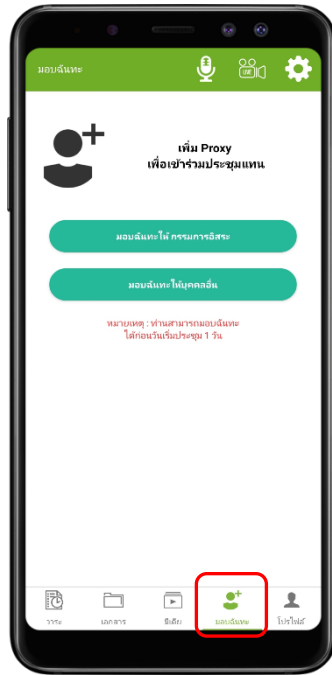 มอบฉันทะ
LIVE
เพิ่ม Proxy
เพื่อเข้าร่วมประชุมแทน
มอบฉันทะให้ กรรมการอิสระ
มอบฉันทะให้บุคคลอื่น
หมายเหตุ : ท่านสามารถมอบฉันทะ
ได้ก่อนวันเริ่มประชุม 1 วัน
วาระ เอกสาร มีเดีย มอบฉันทะ โปรไฟล์